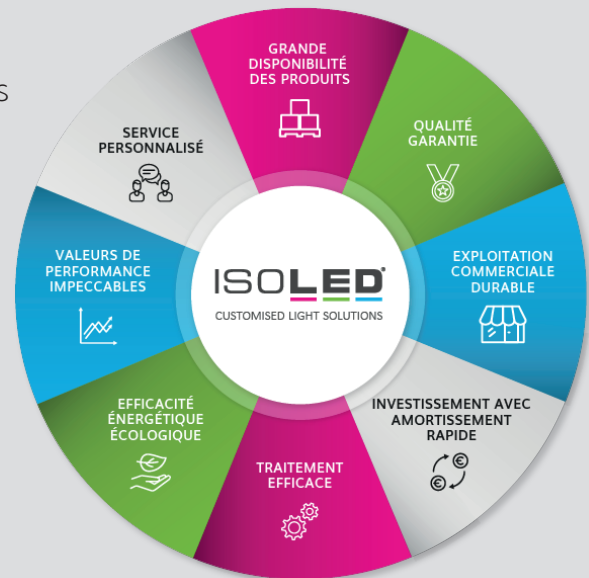 GRANDE
DISPONIBILITÉ
DES PRODUITS
QUALITÉ
GARANTIE
EXPLOITATION
COMMERCIALE
DURABLE
INVESTISSEMENT AVEC
AMORTISSEMENT
RAPIDE
TRAITEMENT
EFFICACE
EFFICACITÉ
ÉNERGÉTIQUE
ÉCOLOGIQUE
VALEURS DE
PERFORMANCE
IMPECCABLES
SERVICE
PERSONNALISÉ
ISOLED®
CUSTOMISED LIGHT SOLUTIONS